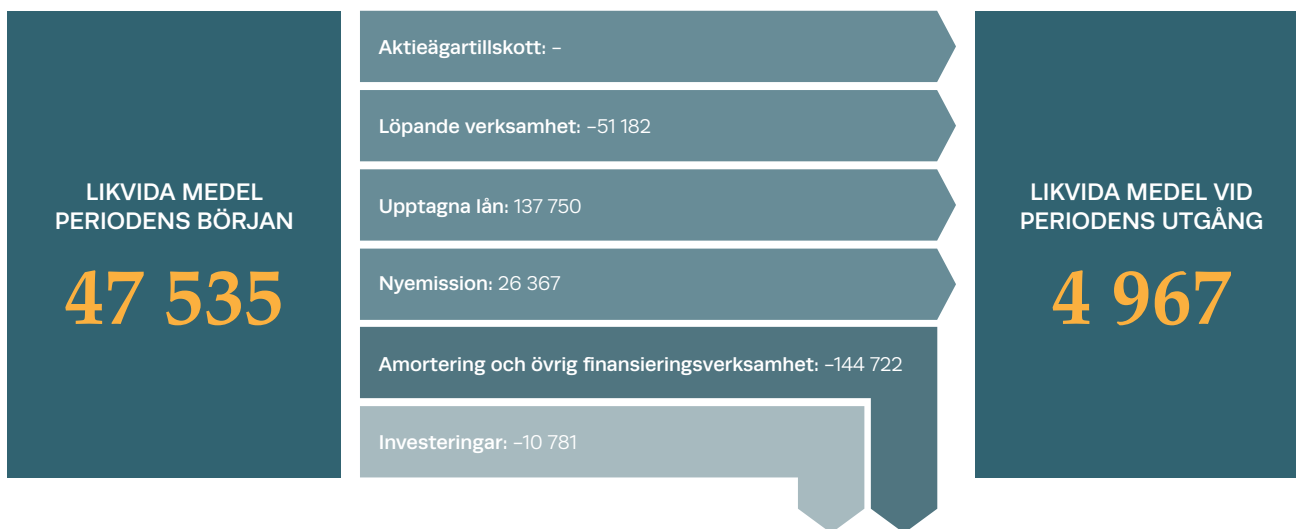 LIKVIDA MEDEL
PERIODENS BÖRJAN
47 535
Aktieägartillskott: –
Löpande verksamhet: –51 182
Upptagna lån: 137 750
Nyemission: 26 367
Amortering och övrig finansieringsverksamhet: –144 722
Investeringar: –10 781
LIKVIDA MEDEL VID
PERIODENS UTGÅNG
4 967